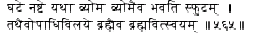 घटे नष्टे यथा व्योम व्योमैव भवति स्फुटम् ।
तथैवोपाधिविलये ब्रह्मैव ब्रह्मवित्स्वयम् ॥ ५६५॥